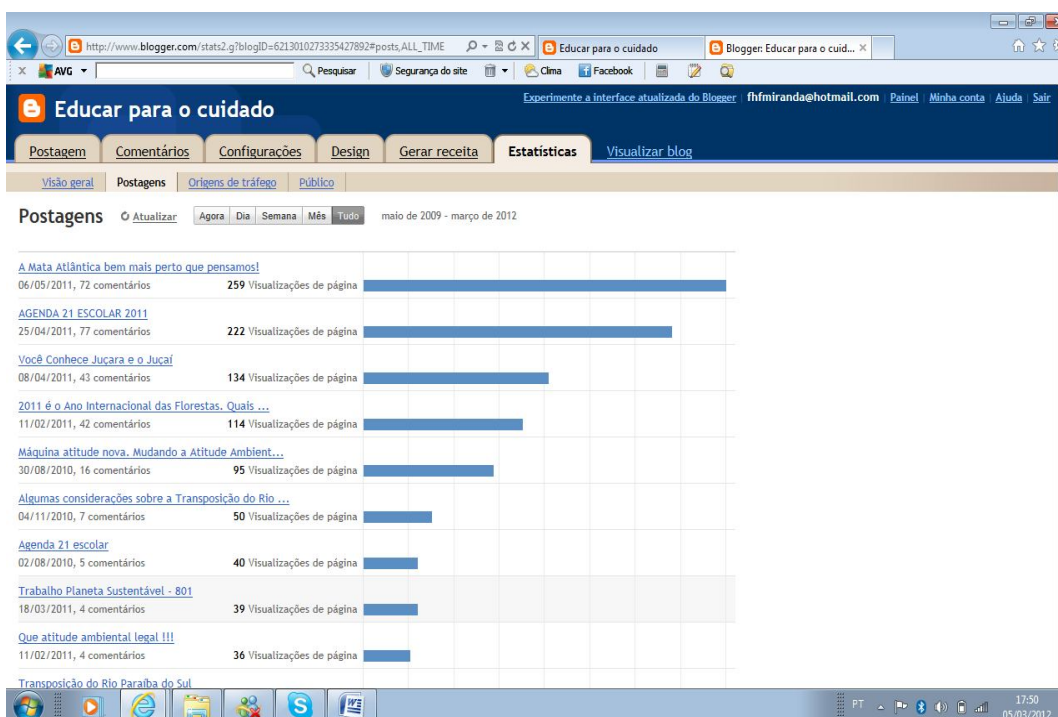 http://www.blogger.com/stats2.g?blogID=6213010273335427892#posts,ALL_TIME
Educar para o cuidado
Blogger: Educar para o cuid...
x AVG Pesquisar Segurança do site Clima Facebook
Educar para o cuidado
Experimente a interface atualizada do Blogger fhfmiranda@hotmail.com Painel Minha conta Ajuda Sair
Postagem Comentários Configurações Design Gerar receita Estatísticas Visualizar blog
Visão geral Postagens Origens de tráfego Público
Postagens Atualizar Agora Dia Semana Mês Tudo maio de 2009 - março de 2012
A Mata Atlântica bem mais perto que pensamos!
06/05/2011, 72 comentários 259 Visualizações de página
AGENDA 21 ESCOLAR 2011
25/04/2011, 77 comentários 222 Visualizações de página
Você Conhece Juçara e o Juçaí
08/04/2011, 43 comentários 134 Visualizações de página
2011 é o Ano Internacional das Florestas. Quais ...
11/02/2011, 42 comentários 114 Visualizações de página
Máquina atitude nova. Mudando a Atitude Ambient...
30/08/2010, 16 comentários 95 Visualizações de página
Algumas considerações sobre a Transposição do Rio ...
04/11/2010, 7 comentários 50 Visualizações de página
Agenda 21 escolar
02/08/2010, 5 comentários 40 Visualizações de página
Trabalho Planeta Sustentável - 801
18/03/2011, 4 comentários 39 Visualizações de página
Que atitude ambiental legal !!!
11/02/2011, 4 comentários 36 Visualizações de página
Transposição do Rio Paraíba do Sul
PT 17:50
05/03/2012